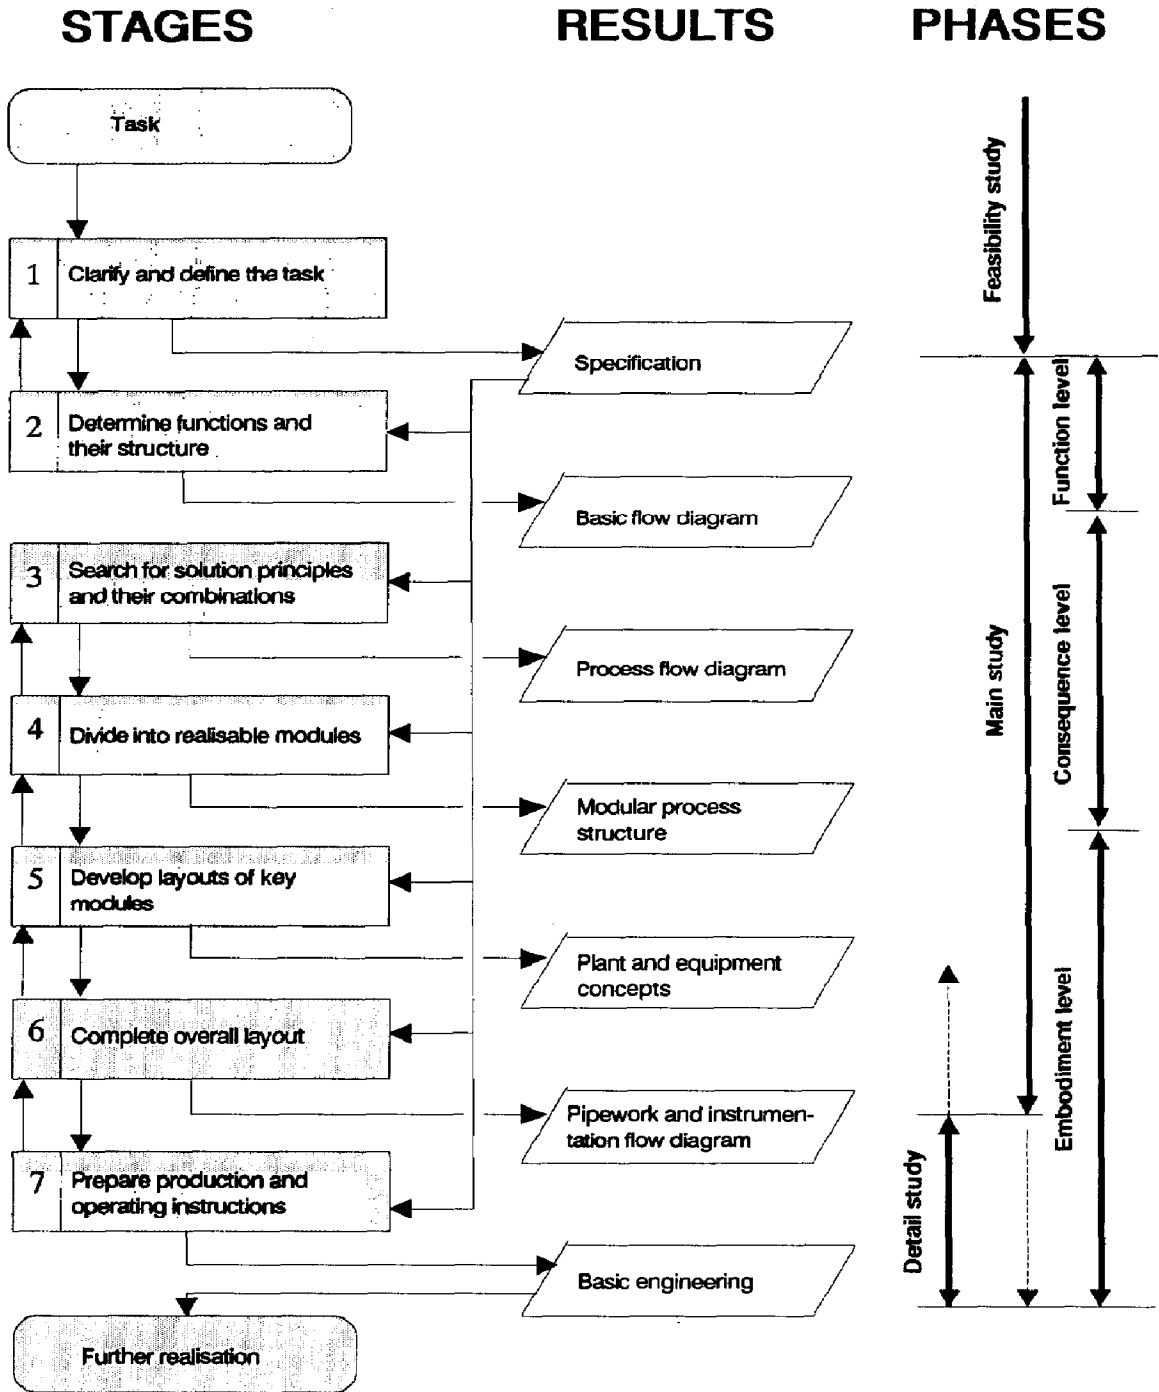 STAGES
RESULTS
PHASES
Task
1
Clarify and define the task
Specification
2
Determine functions and
their structure
Basic flow diagram
3
Search for solution principles
and their combinations
Process flow diagram
4
Divide into realisable modules
Modular process
structure
5
Develop layouts of key
modules
Plant and equipment
concepts
6
Complete overall layout
Pipework and instrumen-
tation flow diagram
7
Prepare production and
operating instructions
Basic engineering
Further realisation
Feasibility study
Main study
Detail study
Function level
Consequence level
Embodiment level